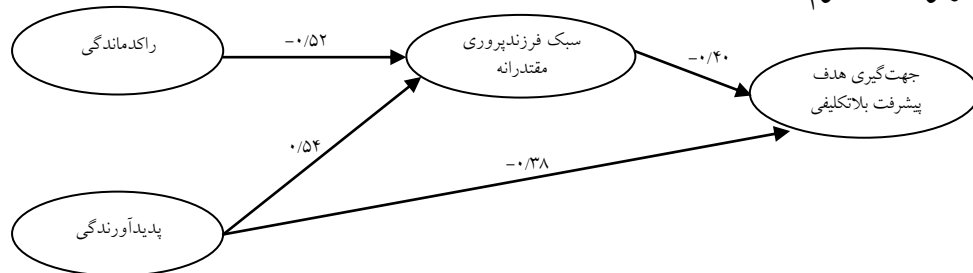 راکدماندگی
−۰/۵۲
سبک فرزندپروری
مقتدرانه
−۰/۴۰
جهت‌گیری هدف
پیشرفت بلاتکلیفی
۰/۵۴
−۰/۳۸
پدیدآورندگی